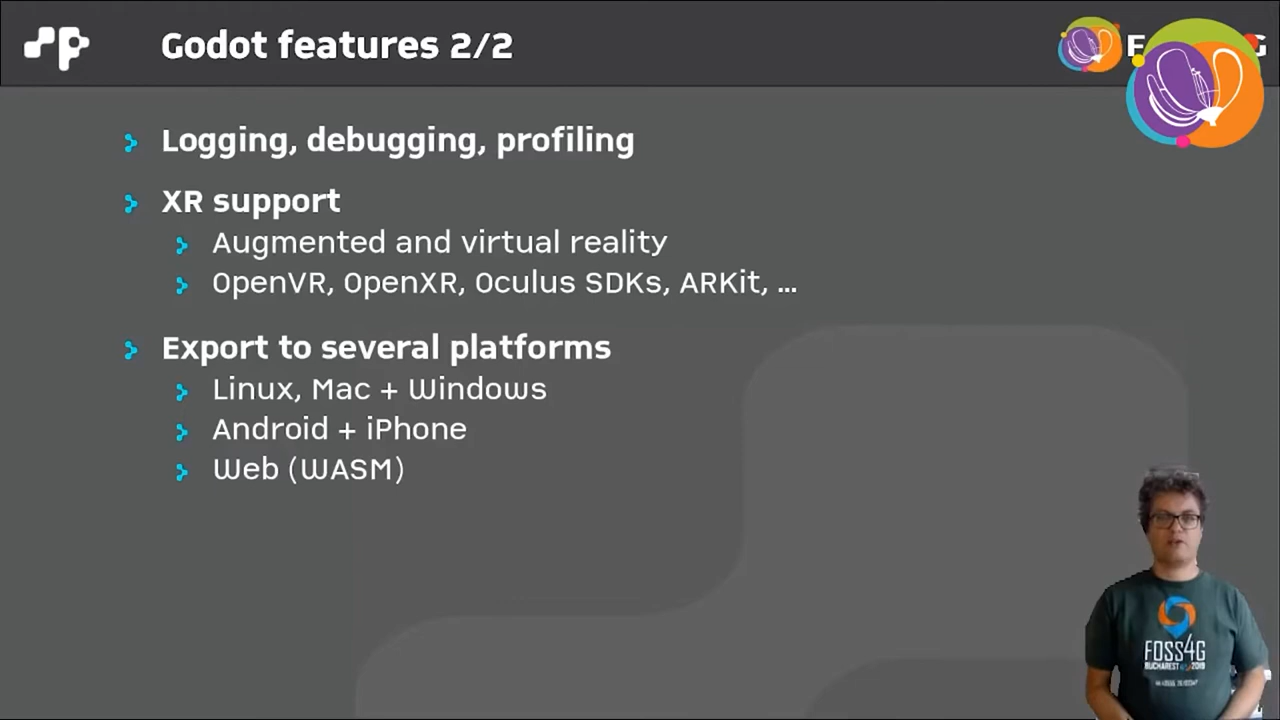 Godot features 2/2
Logging, debugging, profiling
XR support
Augmented and virtual reality
OpenVR, OpenXR, Oculus SDKs, ARKit, ...
Export to several platforms
Linux, Mac + Windows
Android + iPhone
Web (WASM)
FOSS4G
BUCHAREST 2019